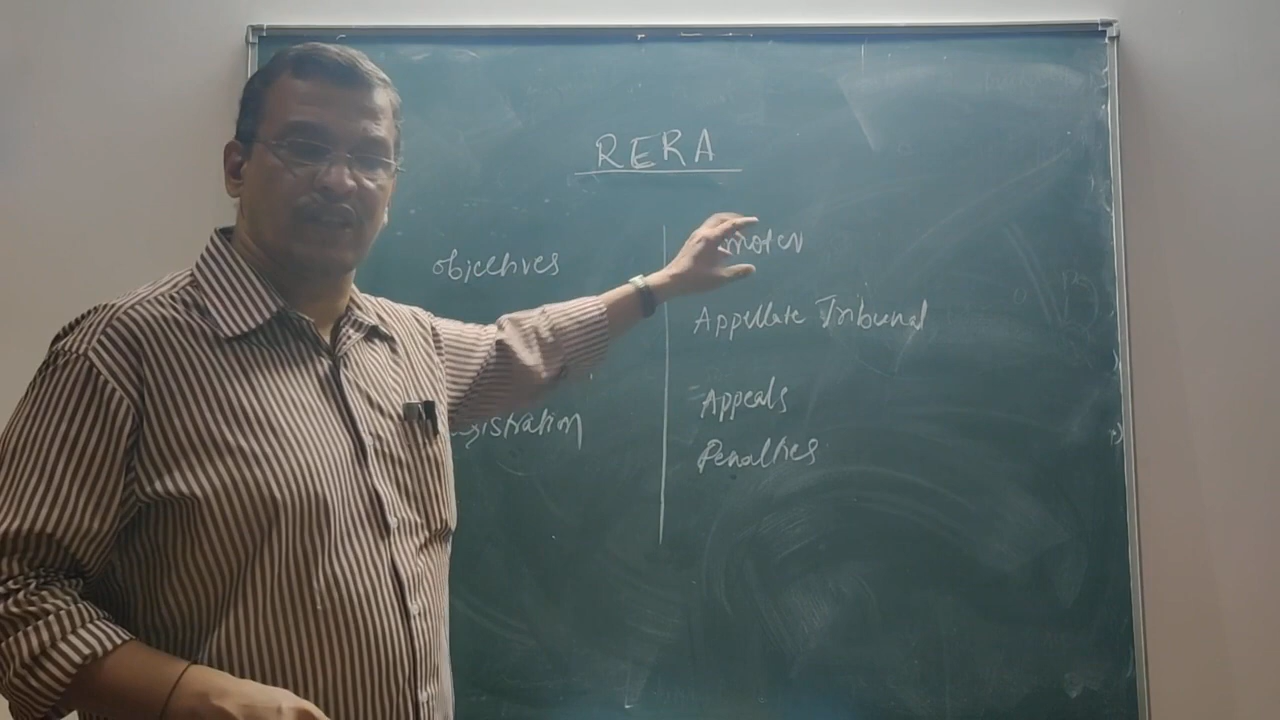 RERA
objectives
Appellate Tribunal
Appeals
Penalties